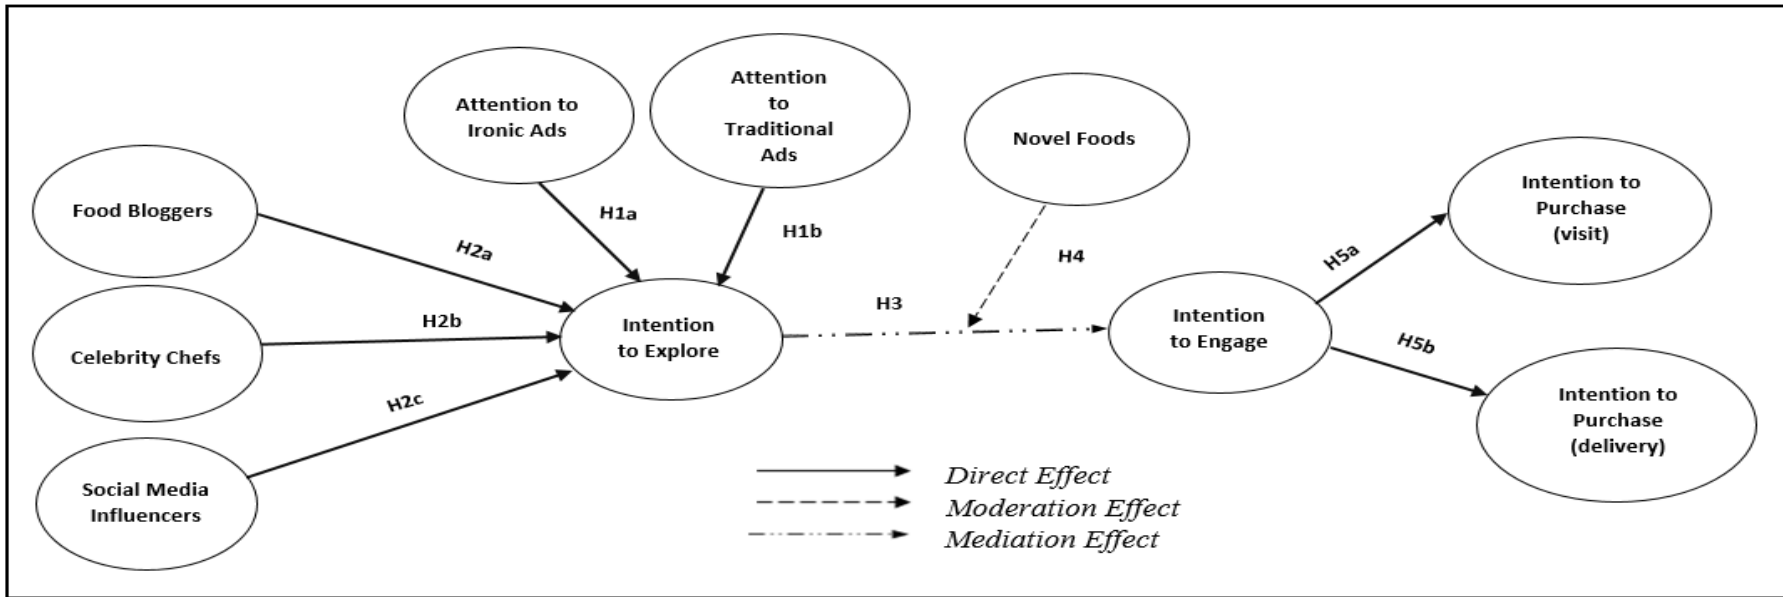 Attention to
Ironic Ads
Attention
to
Traditional
Ads
Novel Foods
Intention to
Purchase
(visit)
Food Bloggers
H1a
H1b
H2a
H4
H5a
H3
H2b
Intention
to Explore
Intention
to Engage
Celebrity Chefs
H5b
H2c
Intention to
Purchase
(delivery)
Social Media
Influencers
Direct Effect
Moderation Effect
Mediation Effect